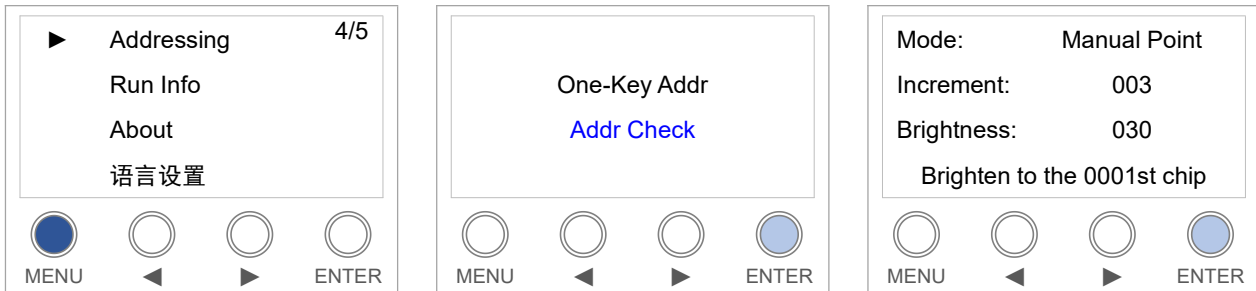 ► Addressing 4/5
Run Info
About
语言设置
MENU ◄ ► ENTER
One-Key Addr
Addr Check
MENU ◄ ► ENTER
Mode: Manual Point
Increment: 003
Brightness: 030
Brighten to the 0001st chip
MENU ◄ ► ENTER